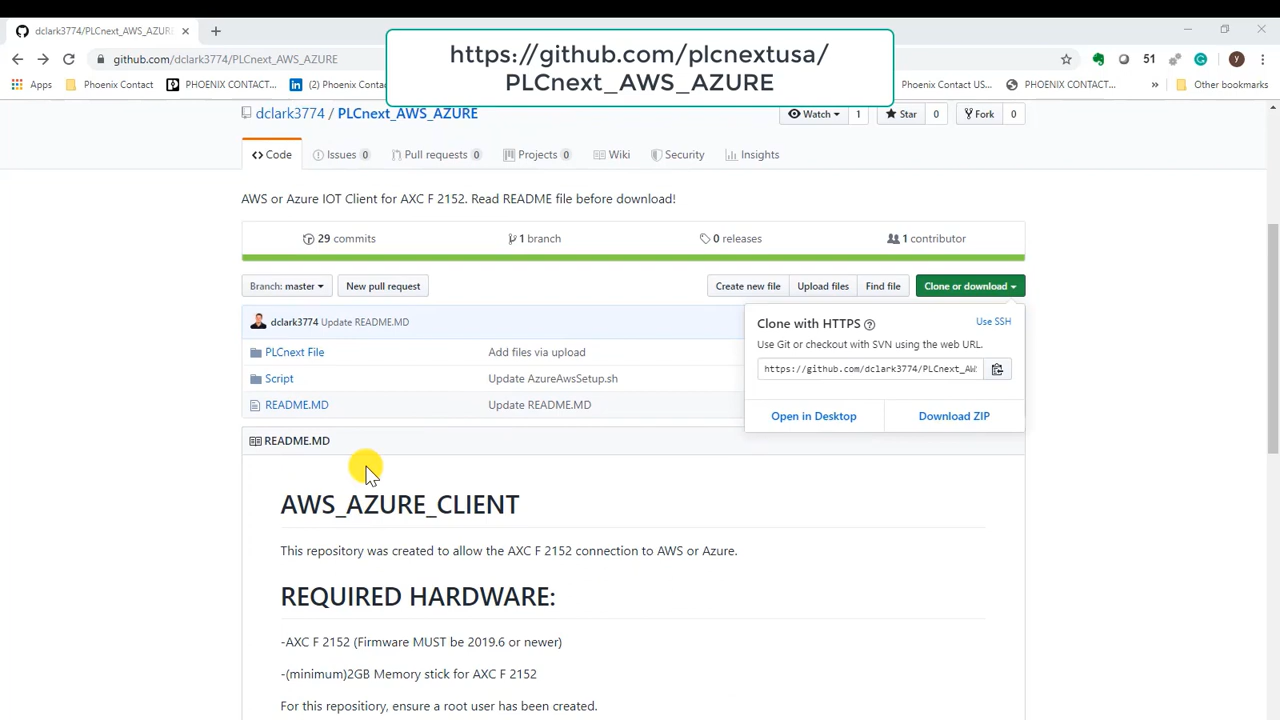 dclark3774/PLCnext_AWS_AZURE
github.com/dclark3774/PLCnext_AWS_AZURE
https://github.com/plcnextusa/
PLCnext_AWS_AZURE
51
y
Apps
Phoenix Contact
PHOENIX CONTACT...
(2) Phoenix Conta
Phoenix Contact US...
PHOENIX CONTACT...
»
Other bookmarks
dclark3774 / PLCnext_AWS_AZURE
Watch 1
Star 0
Fork 0
<> Code
Issues 0
Pull requests 0
Projects 0
Wiki
Security
Insights
AWS or Azure IOT Client for AXC F 2152. Read README file before download!
29 commits
1 branch
0 releases
1 contributor
Branch: master
New pull request
Create new file
Upload files
Find file
Clone or download
dclark3774 Update README.MD
Clone with HTTPS
Use SSH
Use Git or checkout with SVN using the web URL.
PLCnext File
Add files via upload
https://github.com/dclark3774/PLCnext_AW
Script
Update AzureAwsSetup.sh
README.MD
Update README.MD
Open in Desktop
Download ZIP
README.MD
AWS_AZURE_CLIENT
This repository was created to allow the AXC F 2152 connection to AWS or Azure.
REQUIRED HARDWARE:
-AXC F 2152 (Firmware MUST be 2019.6 or newer)
-(minimum)2GB Memory stick for AXC F 2152
For this repositiory, ensure a root user has been created.